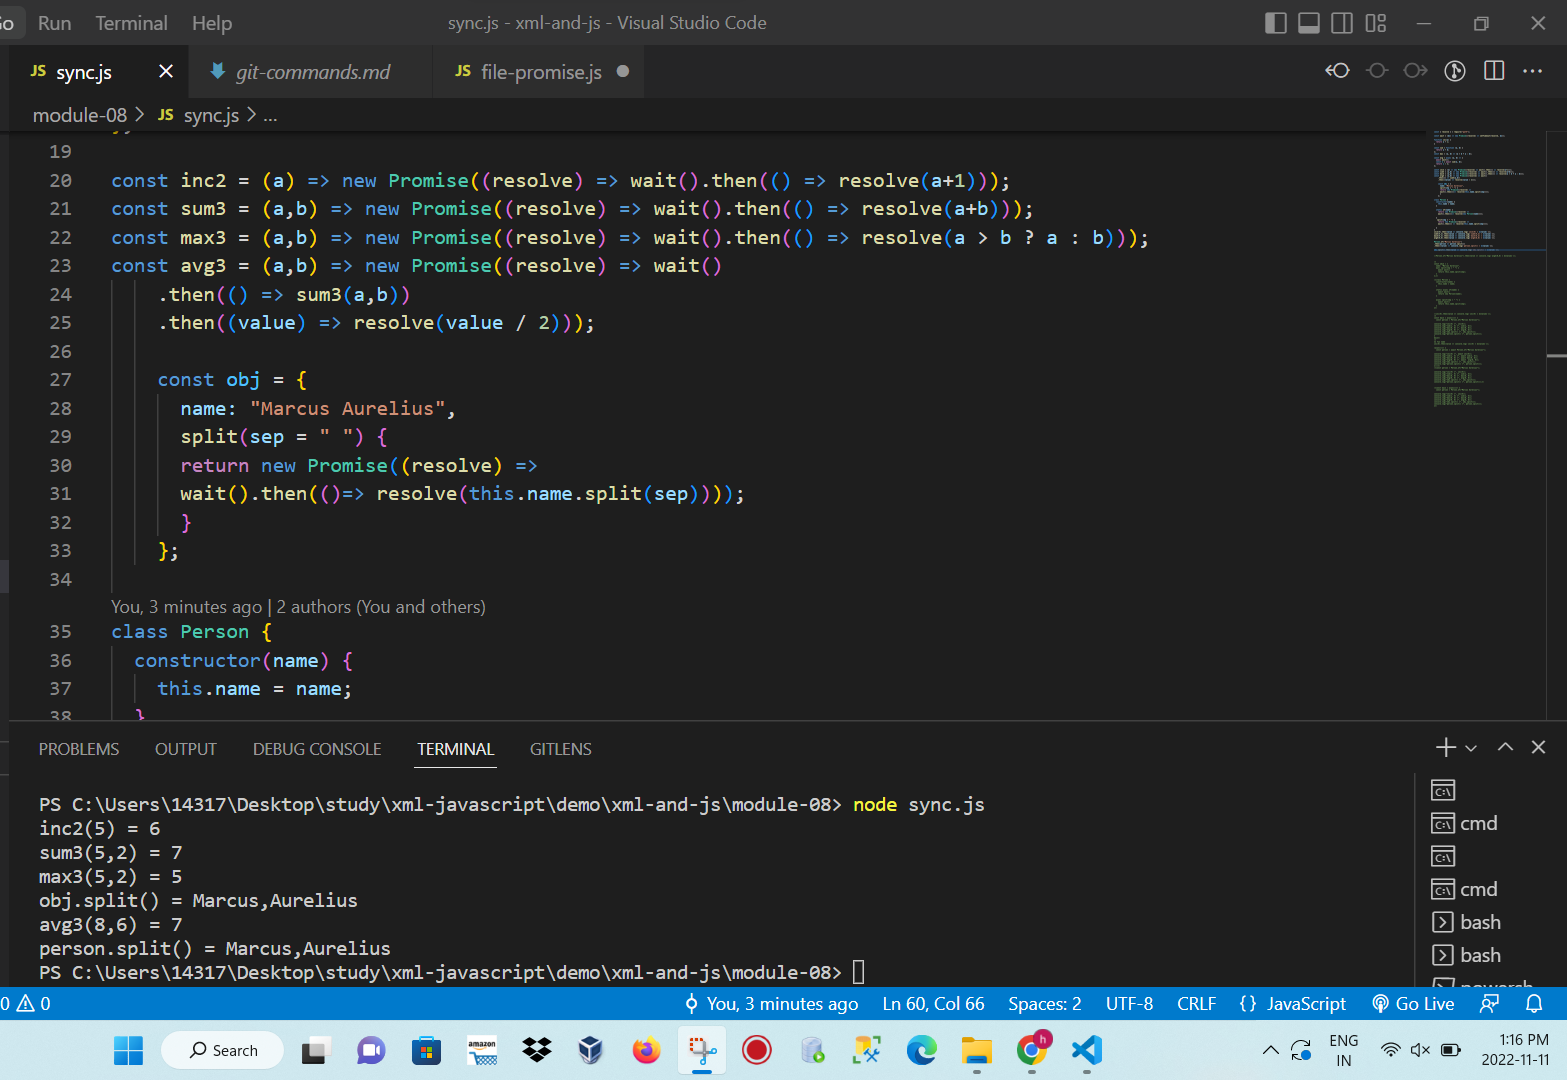 Go Run Terminal Help sync.js - xml-and-js - Visual Studio Code
JS sync.js git-commands.md JS file-promise.js
module-08 > JS sync.js > ...
19
20 const inc2 = (a) => new Promise((resolve) => wait().then(() => resolve(a+1)));
21 const sum3 = (a,b) => new Promise((resolve) => wait().then(() => resolve(a+b)));
22 const max3 = (a,b) => new Promise((resolve) => wait().then(() => resolve(a > b ? a : b)));
23 const avg3 = (a,b) => new Promise((resolve) => wait()
24 .then(() => sum3(a,b))
25 .then((value) => resolve(value / 2)));
26
27 const obj = {
28 name: "Marcus Aurelius",
29 split(sep = " ") {
30 return new Promise((resolve) =>
31 wait().then(()=> resolve(this.name.split(sep))));
32 }
33 };
34
You, 3 minutes ago | 2 authors (You and others)
35 class Person {
36 constructor(name) {
37 this.name = name;
38 }
PROBLEMS OUTPUT DEBUG CONSOLE TERMINAL GITLENS
PS C:\Users\14317\Desktop\study\xml-javascript\demo\xml-and-js\module-08> node sync.js
inc2(5) = 6
sum3(5,2) = 7
max3(5,2) = 5
obj.split() = Marcus,Aurelius
avg3(8,6) = 7
person.split() = Marcus,Aurelius
PS C:\Users\14317\Desktop\study\xml-javascript\demo\xml-and-js\module-08>
cmd
cmd
bash
bash
0 0 You, 3 minutes ago Ln 60, Col 66 Spaces: 2 UTF-8 CRLF {} JavaScript Go Live
Search amazon h ENG 1:16 PM
IN 2022-11-11